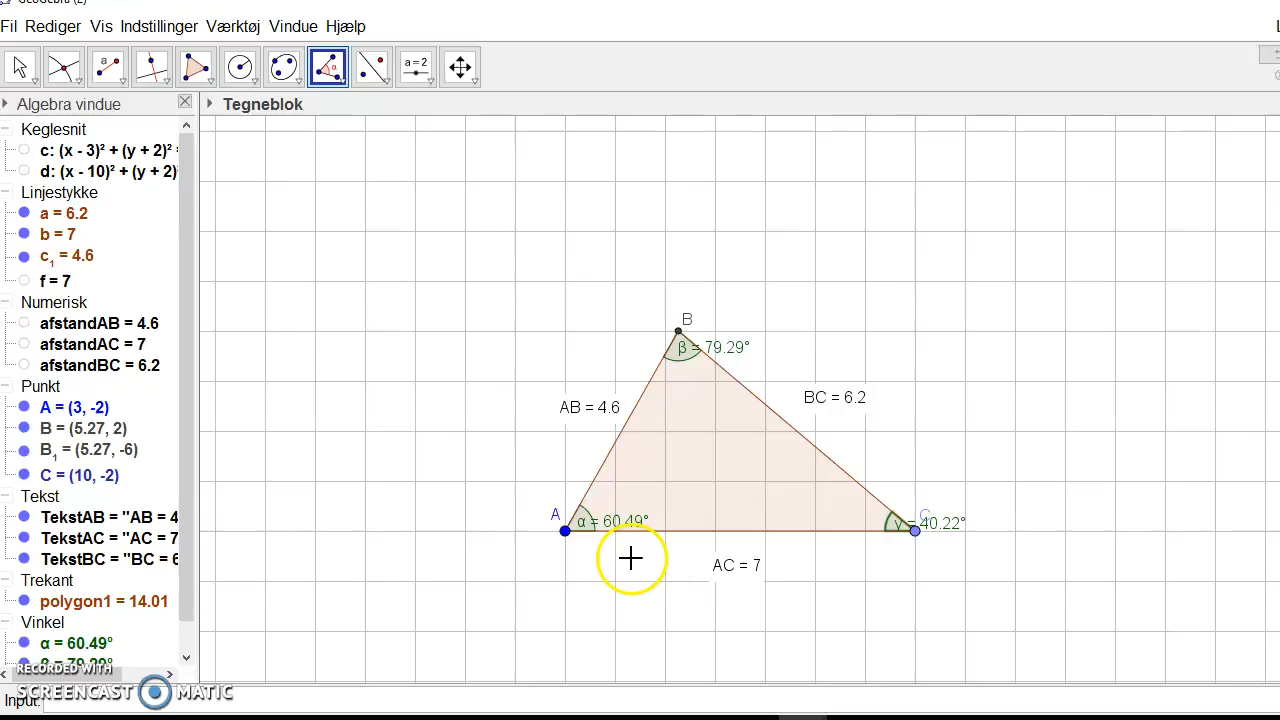 Fil Rediger Vis Indstillinger Værktøj Vindue Hjælp
a
α
a = 2
Algebra vindue
Tegneblok
Keglesnit
c: (x - 3)² + (y + 2)²
d: (x - 10)² + (y + 2)
Linjestykke
a = 6.2
b = 7
c₁ = 4.6
f = 7
Numerisk
afstandAB = 4.6
afstandAC = 7
afstandBC = 6.2
Punkt
A = (3, -2)
B = (5.27, 2)
B₁ = (5.27, -6)
C = (10, -2)
Tekst
TekstAB = "AB = 4
TekstAC = "AC = 7
TekstBC = "BC = 6
Trekant
polygon1 = 14.01
Vinkel
α = 60.49°
β = 79.29°
B
β = 79.29°
AB = 4.6
BC = 6.2
A
α = 60.49°
C
γ = 40.22°
AC = 7
RECORDED WITH
SCREENCAST MATIC
Input: